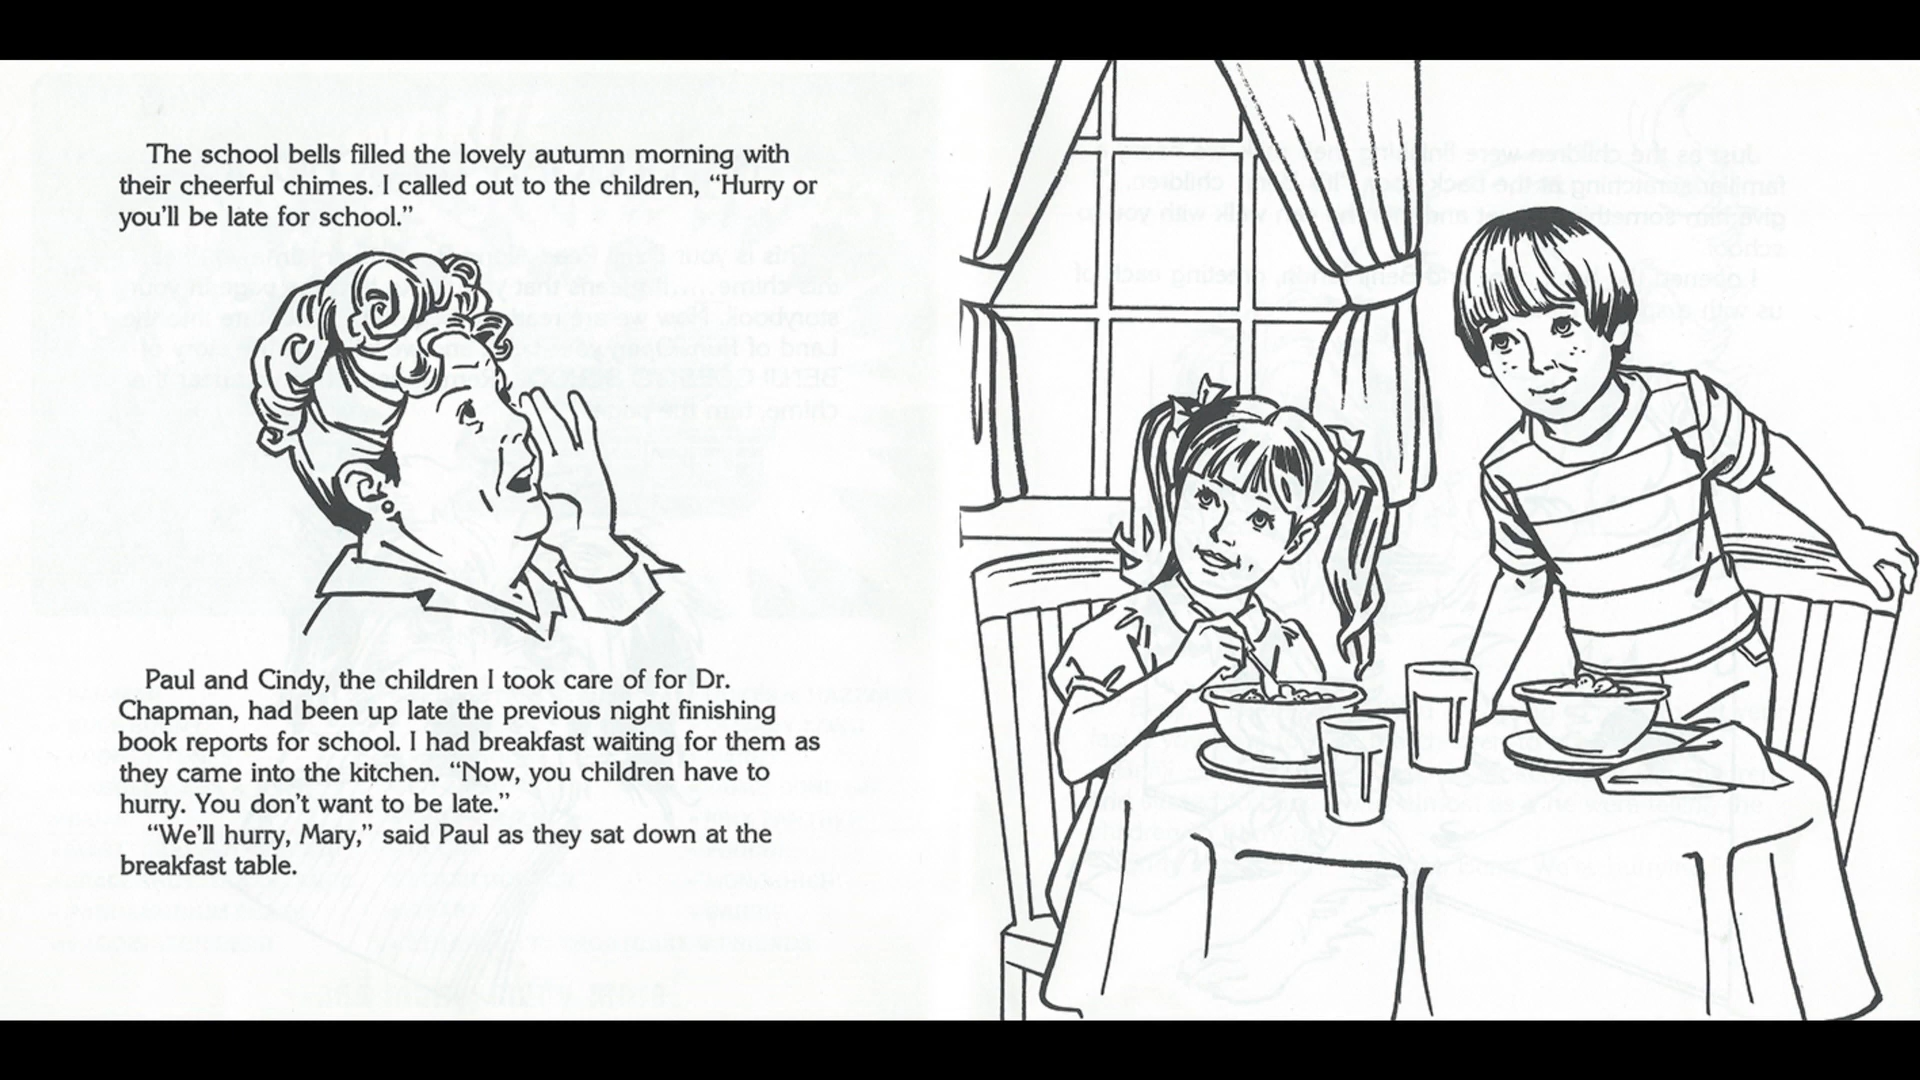 The school bells filled the lovely autumn morning with
their cheerful chimes. I called out to the children, “Hurry or
you’ll be late for school.”
Paul and Cindy, the children I took care of for Dr.
Chapman, had been up late the previous night finishing
book reports for school. I had breakfast waiting for them as
they came into the kitchen. “Now, you children have to
hurry. You don’t want to be late.”
“We’ll hurry, Mary,” said Paul as they sat down at the
breakfast table.